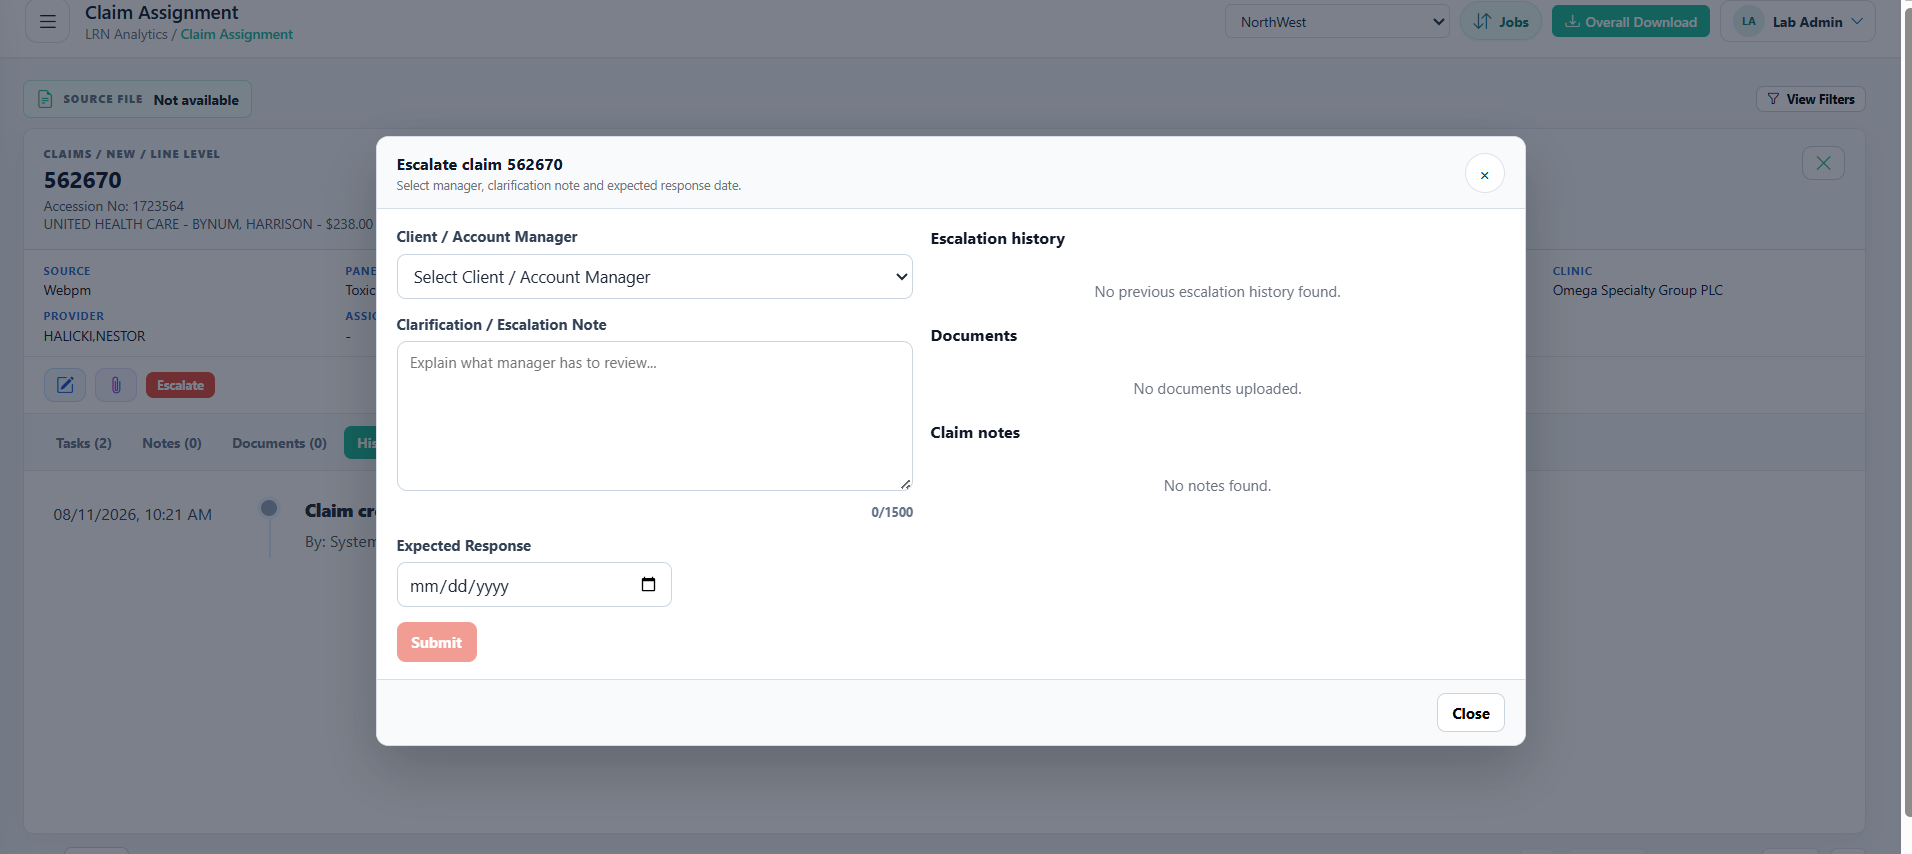 Claim Assignment
LRN Analytics / Claim Assignment
NorthWest
Jobs
Overall Download
LA
Lab Admin
SOURCE FILE Not available
View Filters
CLAIMS / NEW / LINE LEVEL
562670
Accession No: 1723564
UNITED HEALTH CARE - BYNUM, HARRISON - $238.00
SOURCE
Webpm
PROVIDER
HALICKI,NESTOR
CLINIC
Omega Specialty Group PLC
Escalate
Tasks (2)
Notes (0)
Documents (0)
08/11/2026, 10:21 AM
By: System
Escalate claim 562670
Select manager, clarification note and expected response date.
×
Client / Account Manager
Select Client / Account Manager
Clarification / Escalation Note
Explain what manager has to review...
0/1500
Expected Response
mm/dd/yyyy
Submit
Escalation history
No previous escalation history found.
Documents
No documents uploaded.
Claim notes
No notes found.
Close